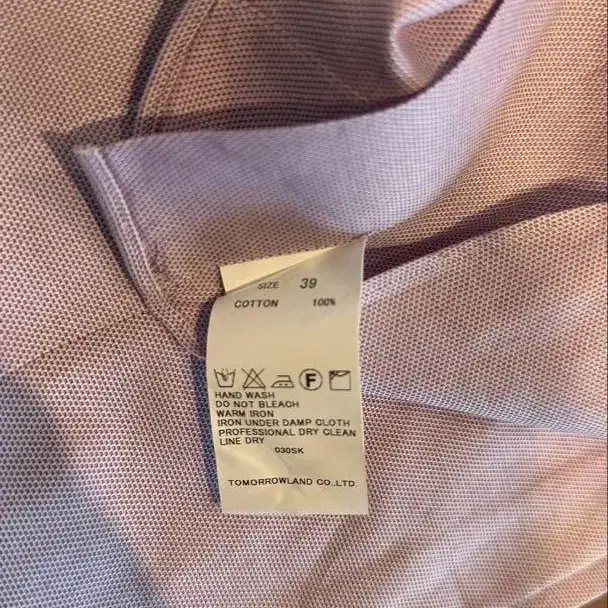 SIZE 39
COTTON 100%
F
HAND WASH
DO NOT BLEACH
WARM IRON
IRON UNDER DAMP CLOTH
PROFESSIONAL DRY CLEAN
LINE DRY
030SK
TOMORROWLAND CO.,LTD.